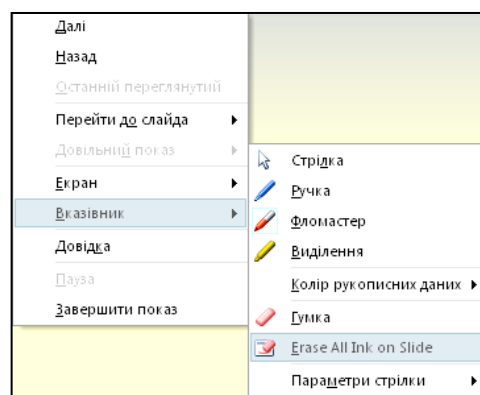 Далі
Назад
Останній переглянутий
Перейти до слайда
Довільний показ
Екран
Вказівник
Довідка
Пауза
Завершити показ
Стрілка
Ручка
Фломастер
Виділення
Колір рукописних даних
Гумка
Erase All Ink on Slide
Параметри стрілки